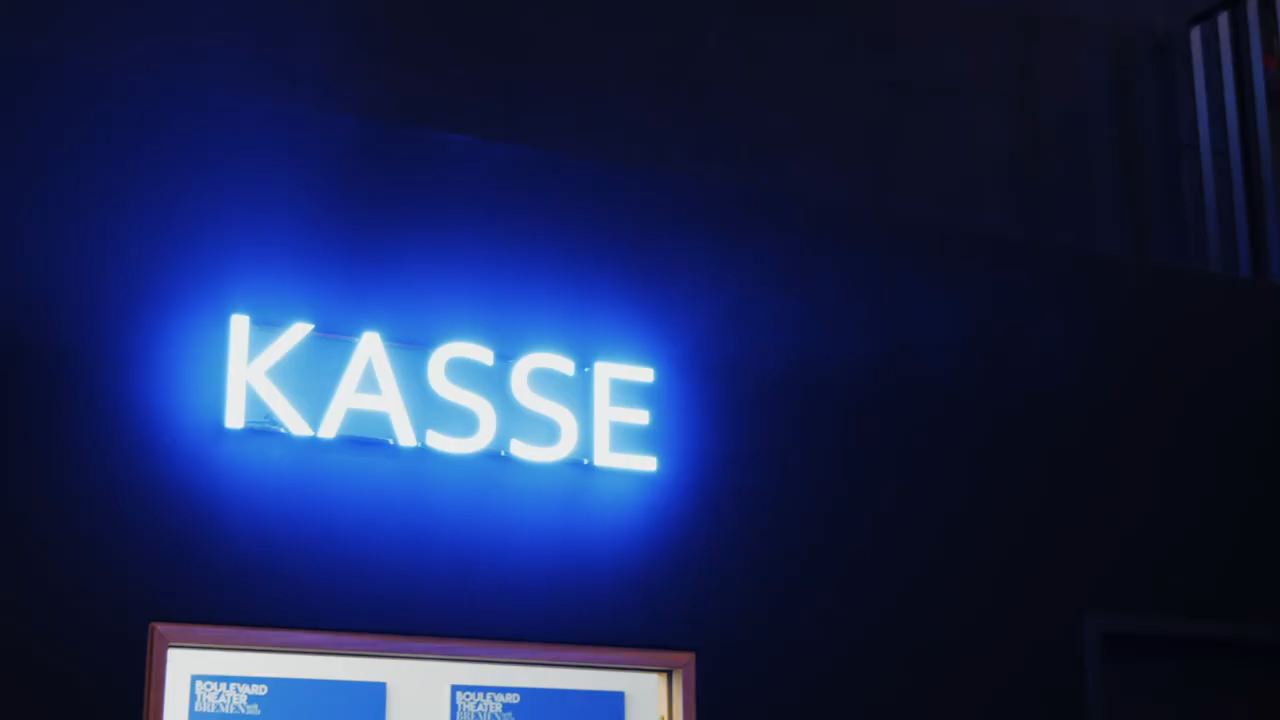 KASSE
BOULEVARD
THEATER
BREMEN
BOULEVARD
THEATER
BREMEN